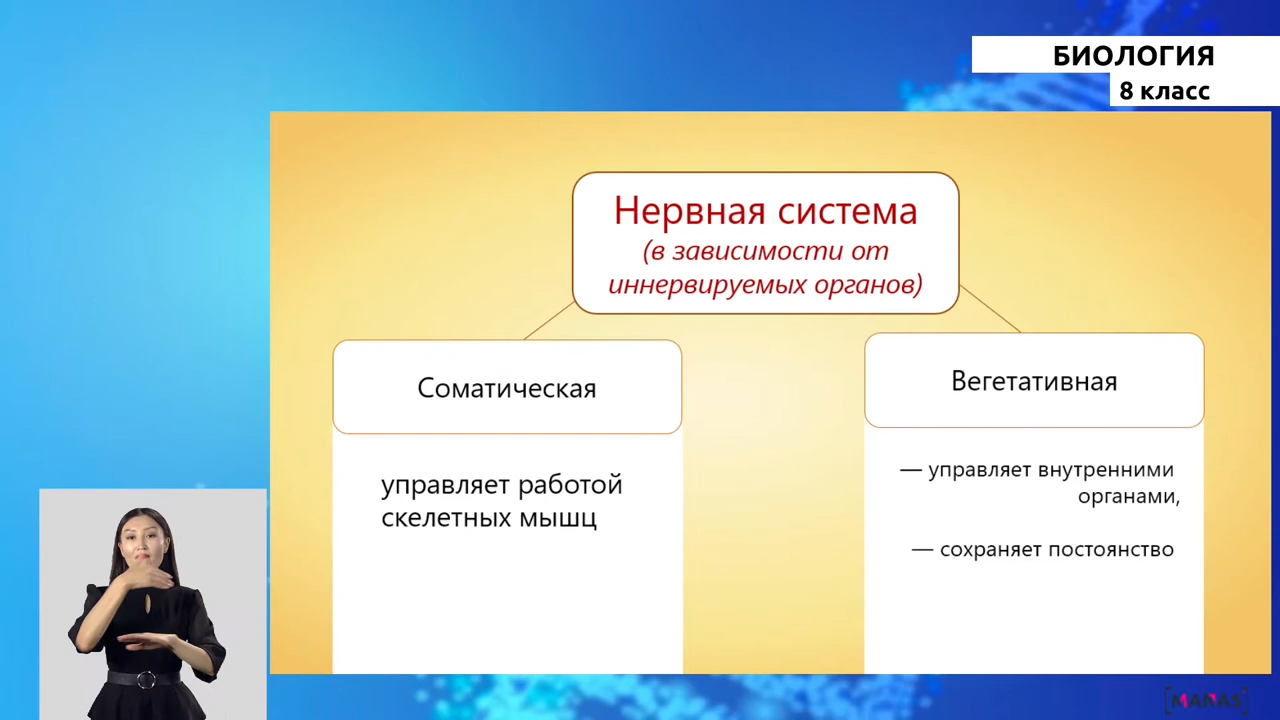 БИОЛОГИЯ
8 класс
Нервная система
(в зависимости от
иннервируемых органов)
Соматическая
управляет работой
скелетных мышц
Вегетативная
— управляет внутренними
органами,
— сохраняет постоянство
MANAS